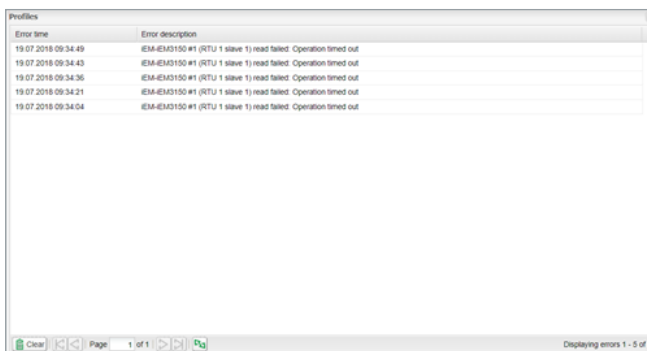 Profiles
Error time Error description
19.07.2018 09:34:49 iEM-iEM3150 #1 (RTU 1 slave 1) read failed: Operation timed out
19.07.2018 09:34:43 iEM-iEM3150 #1 (RTU 1 slave 1) read failed: Operation timed out
19.07.2018 09:34:36 iEM-iEM3150 #1 (RTU 1 slave 1) read failed: Operation timed out
19.07.2018 09:34:21 iEM-iEM3150 #1 (RTU 1 slave 1) read failed: Operation timed out
19.07.2018 09:34:04 iEM-iEM3150 #1 (RTU 1 slave 1) read failed: Operation timed out
Clear Page 1 of 1 Displaying errors 1 - 5 of